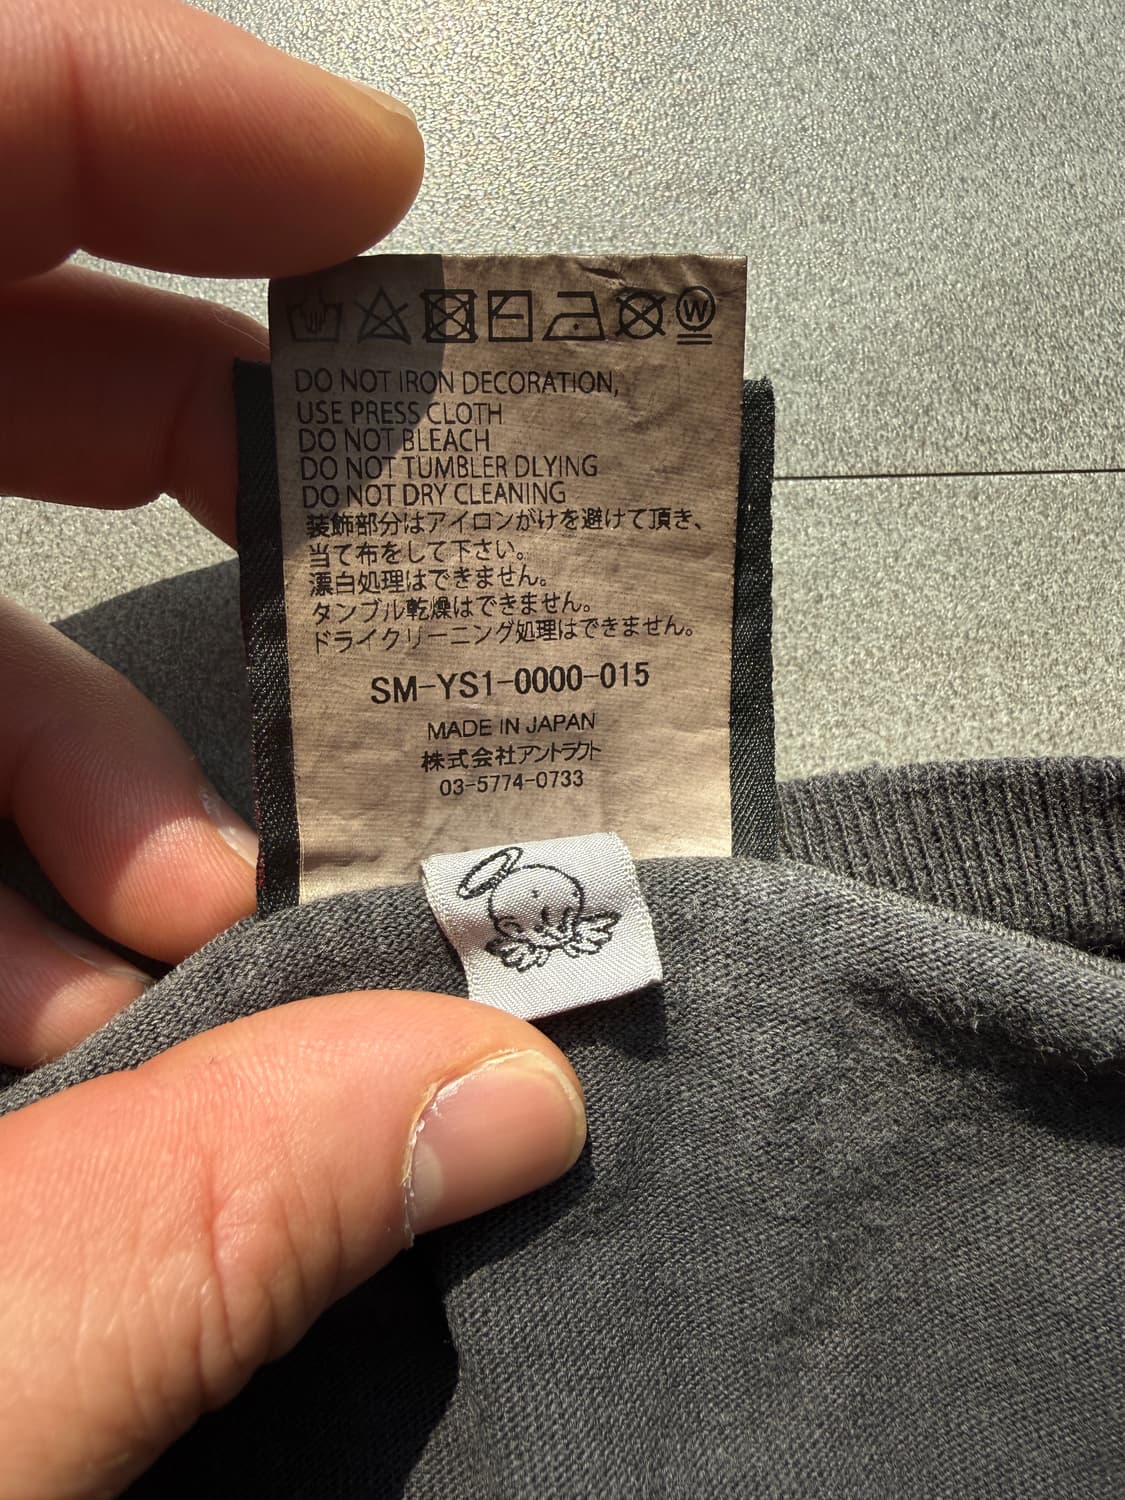 W
DO NOT IRON DECORATION,
USE PRESS CLOTH
DO NOT BLEACH
DO NOT TUMBLER DLYING
DO NOT DRY CLEANING
装飾部分はアイロンがけを避けて頂き、
当て布をして下さい。
漂白処理はできません。
タンブル乾燥はできません。
ドライクリーニング処理はできません。
SM-YS1-0000-015
MADE IN JAPAN
株式会社アントラクト
03-5774-0733